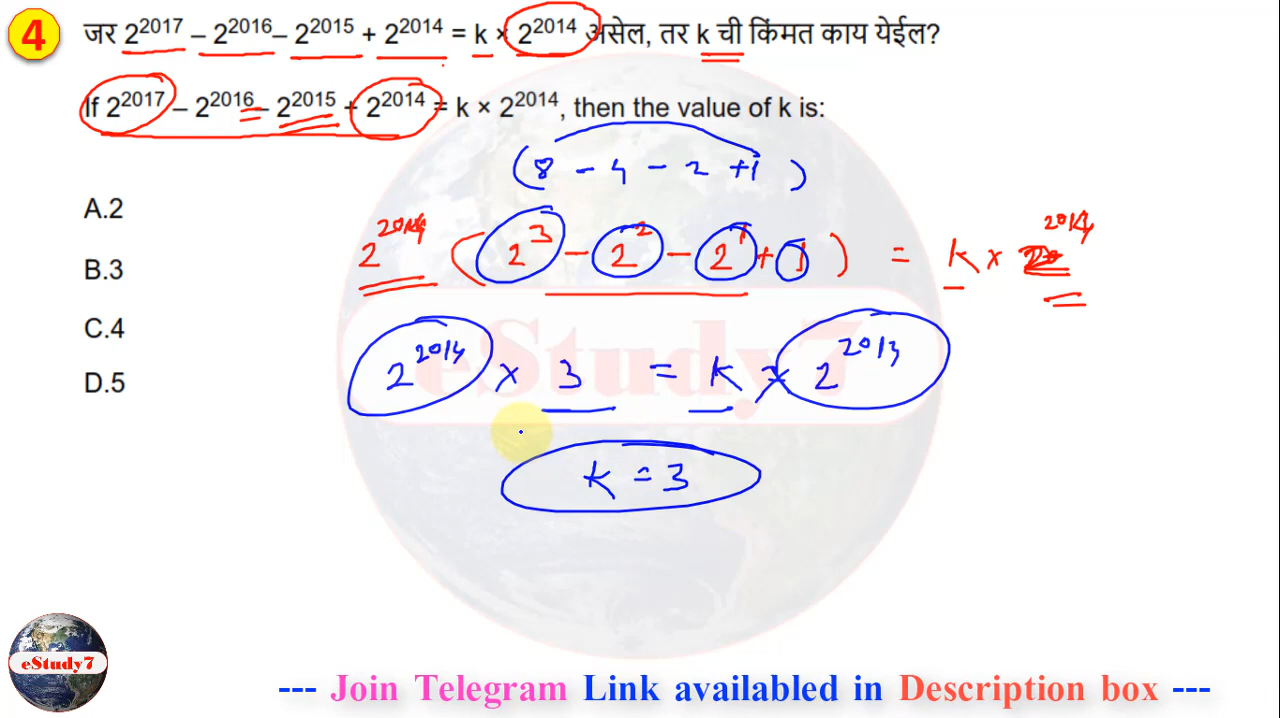 4 जर 2^2017 – 2^2016 – 2^2015 + 2^2014 = k × 2^2014 असेल, तर k ची किंमत काय येईल?
If 2^2017 – 2^2016 – 2^2015 + 2^2014 = k × 2^2014, then the value of k is:
(8 - 4 - 2 +1)
A.2
2^2014 (2^3 - 2^2 - 2^1 + 1) = k × 2^2014
B.3
C.4
2^2014 × 3 = k × 2^2013
D.5
k = 3
eStudy7
eStudy7
--- Join Telegram Link availabled in Description box ---